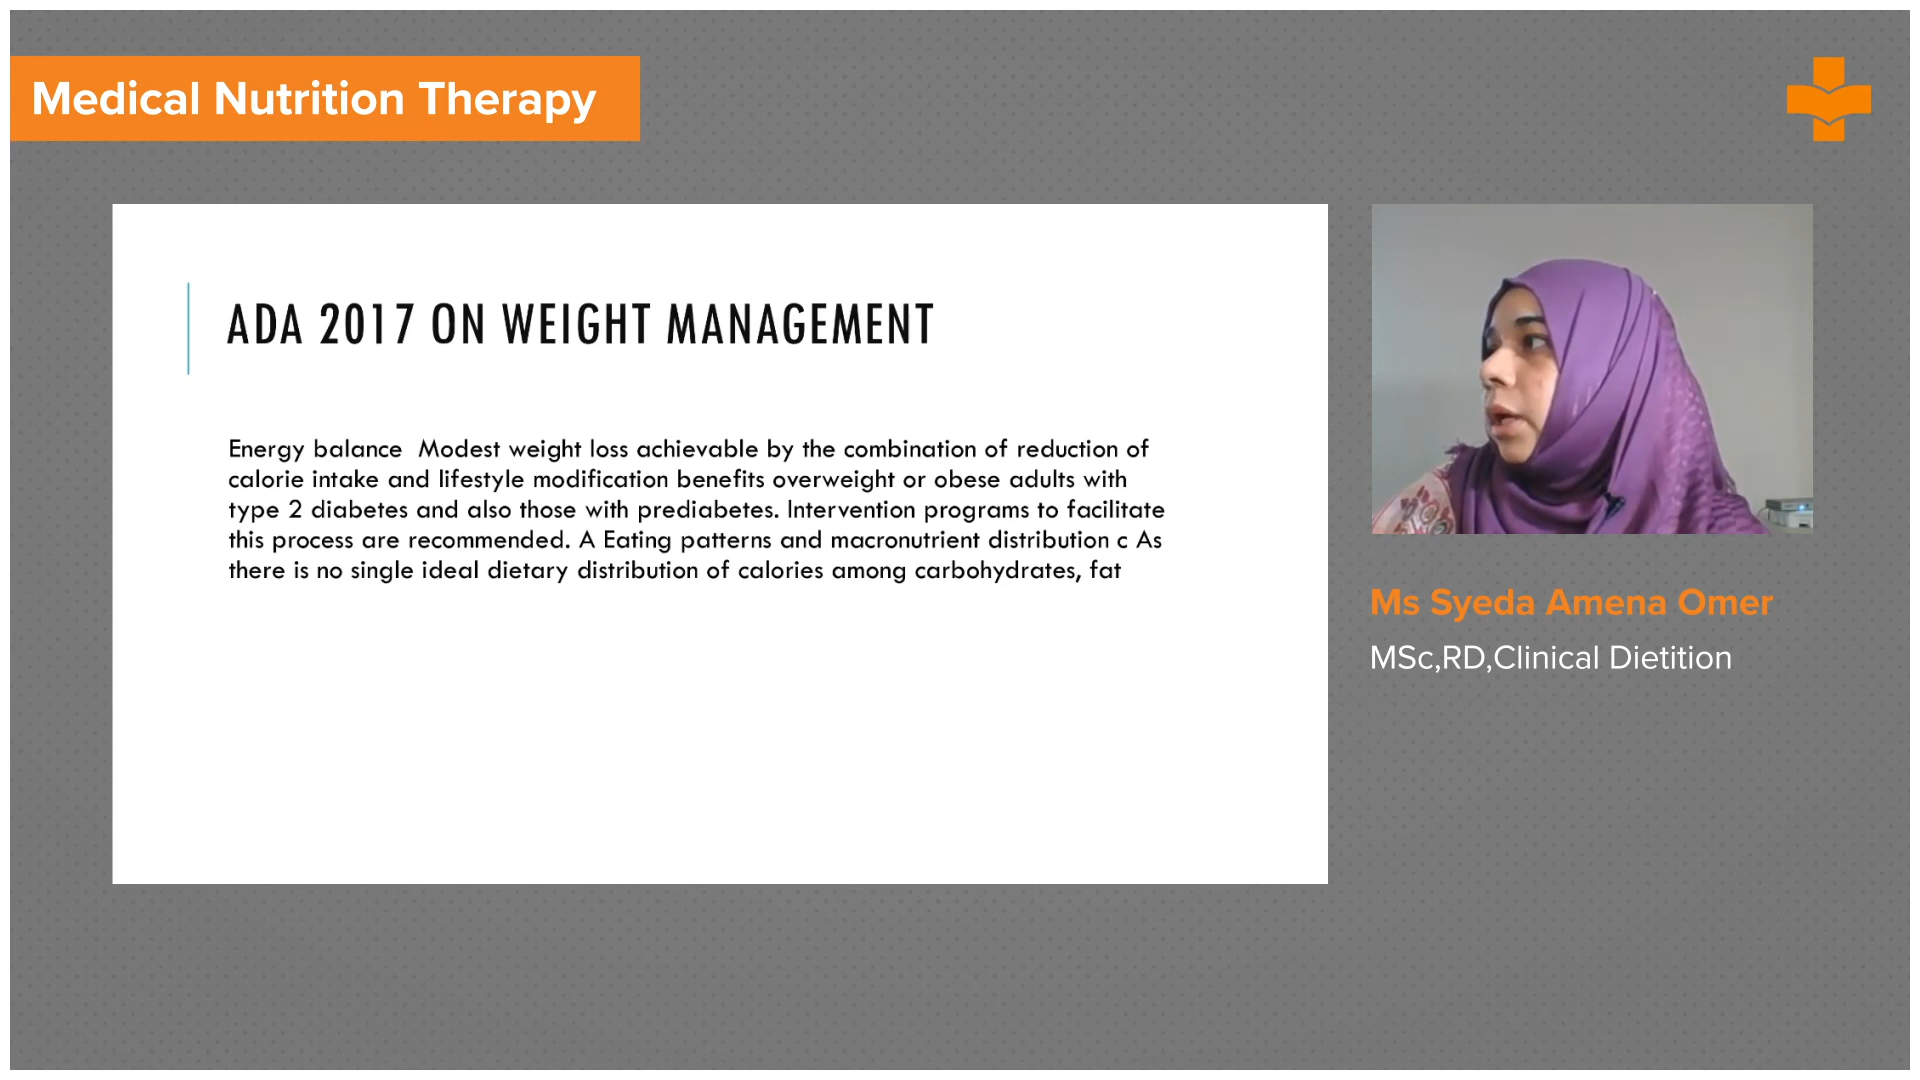 Medical Nutrition Therapy
ADA 2017 ON WEIGHT MANAGEMENT
Energy balance  Modest weight loss achievable by the combination of reduction of
calorie intake and lifestyle modification benefits overweight or obese adults with
type 2 diabetes and also those with prediabetes. Intervention programs to facilitate
this process are recommended. A Eating patterns and macronutrient distribution c As
there is no single ideal dietary distribution of calories among carbohydrates, fat
Ms Syeda Amena Omer
MSc,RD,Clinical Dietition